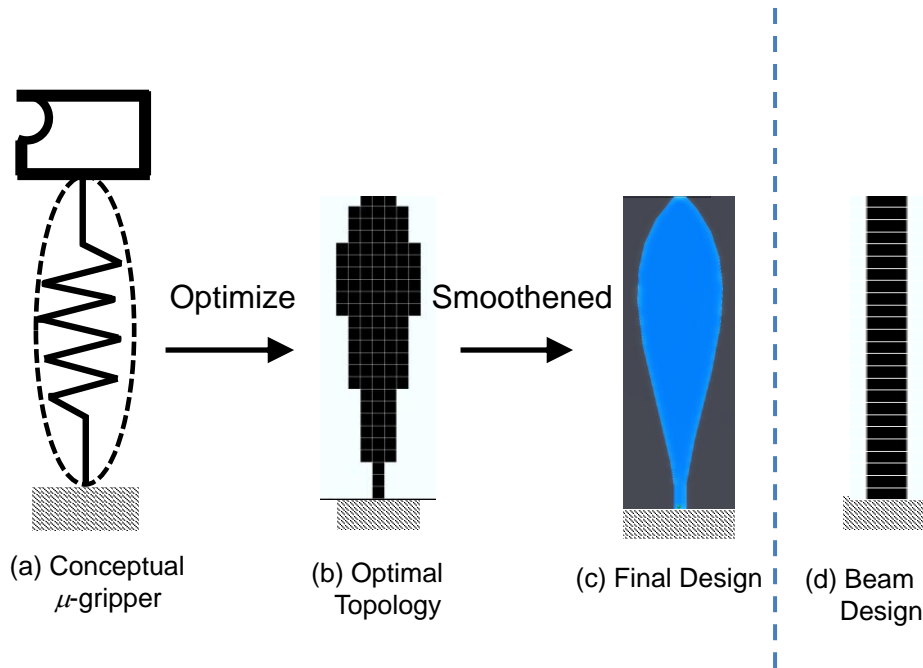 Optimize
Smoothened
(a) Conceptual
μ-gripper
(b) Optimal
Topology
(c) Final Design
(d) Beam
Design